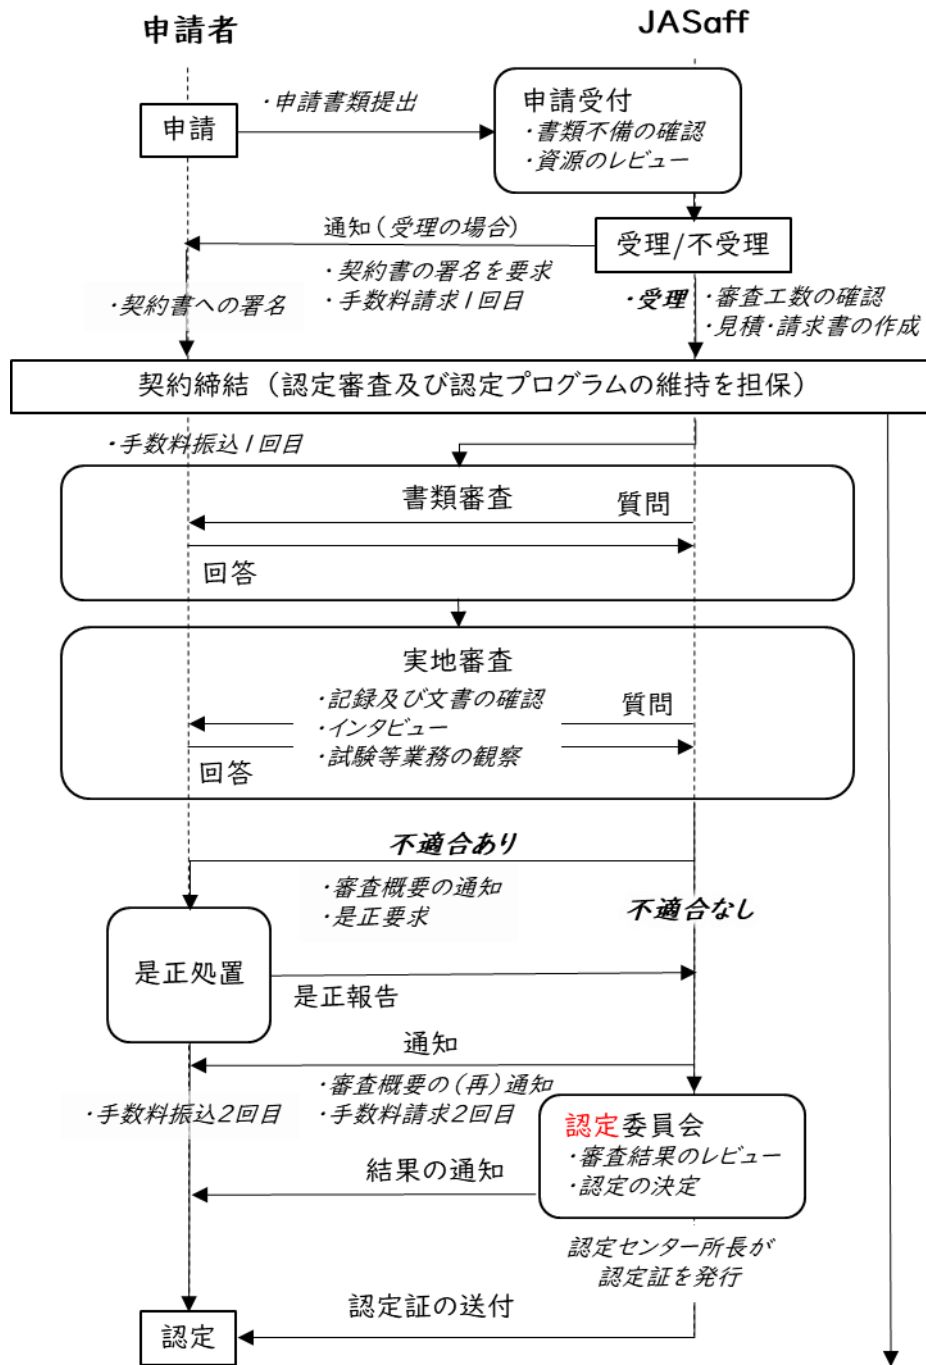 申請者
JASaff
申請
・申請書類提出
申請受付
・書類不備の確認
・資源のレビュー
通知（受理の場合）
受理/不受理
・契約書の署名を要求
・手数料請求1回目
・契約書への署名
・受理
・審査工数の確認
・見積・請求書の作成
契約締結（認定審査及び認定プログラムの維持を担保）
・手数料振込1回目
書類審査
質問
回答
実地審査
・記録及び文書の確認
質問
・インタビュー
・試験等業務の観察
回答
不適合あり
・審査概要の通知
・是正要求
不適合なし
是正処置
是正報告
通知
・審査概要の（再）通知
・手数料振込2回目
・手数料請求2回目
認定委員会
・審査結果のレビュー
・認定の決定
結果の通知
認定センター所長が
認定証を発行
認定証の送付
認定